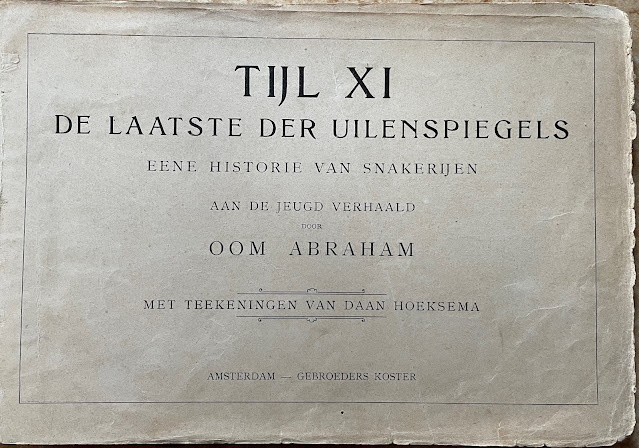 TIJL XI
DE LAATSTE DER UILENSPIEGELS
EENE HISTORIE VAN SNAKERIJEN
AAN DE JEUGD VERHAALD
DOOR
OOM ABRAHAM
MET TEEKENINGEN VAN DAAN HOEKSEMA
AMSTERDAM — GEBROEDERS KOSTER